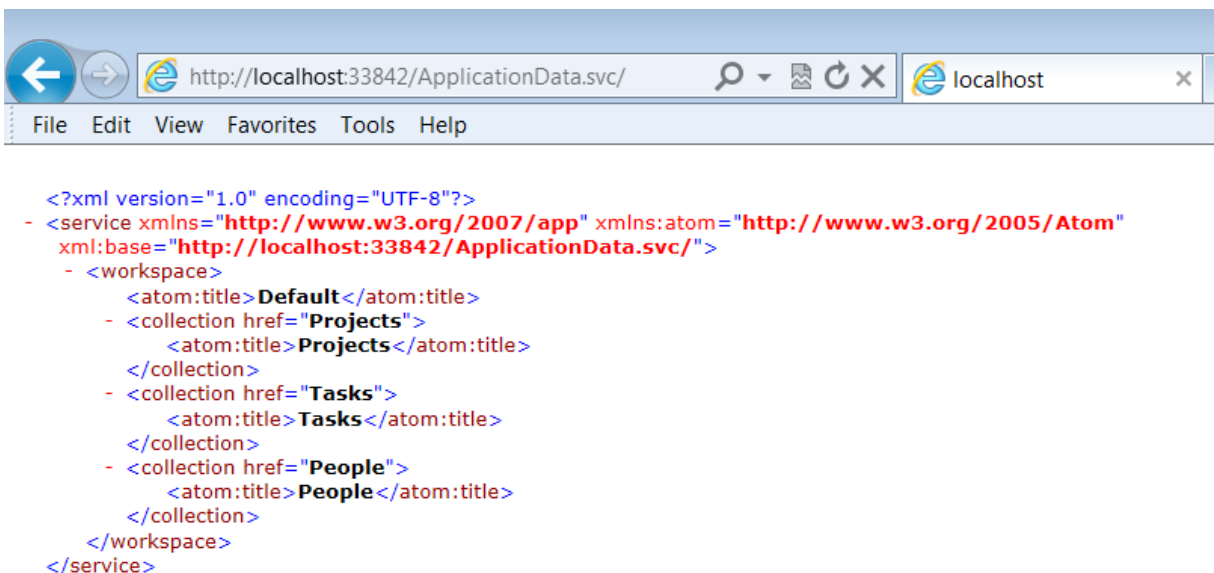 http://localhost:33842/ApplicationData.svc/ localhost
File Edit View Favorites Tools Help
<?xml version="1.0" encoding="UTF-8"?>
- <service xmlns="http://www.w3.org/2007/app" xmlns:atom="http://www.w3.org/2005/Atom"
xml:base="http://localhost:33842/ApplicationData.svc/">
- <workspace>
<atom:title>Default</atom:title>
- <collection href="Projects">
<atom:title>Projects</atom:title>
</collection>
- <collection href="Tasks">
<atom:title>Tasks</atom:title>
</collection>
- <collection href="People">
<atom:title>People</atom:title>
</collection>
</workspace>
</service>